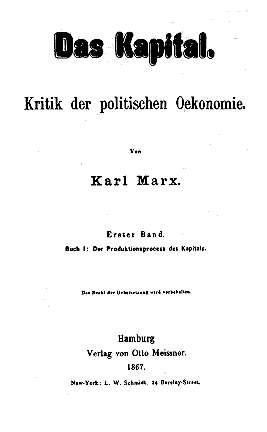 Das Kapital.
Kritik der politischen Oekonomie.
Von
Karl Marx.
Erster Band.
Buch I: Der Produktionsprocess des Kapitals.
Das Recht der Uebersetzung wird vorbehalten.
Hamburg
Verlag von Otto Meissner.
1867.
New-York: L. W. Schmidt. 24 Barclay-Street.